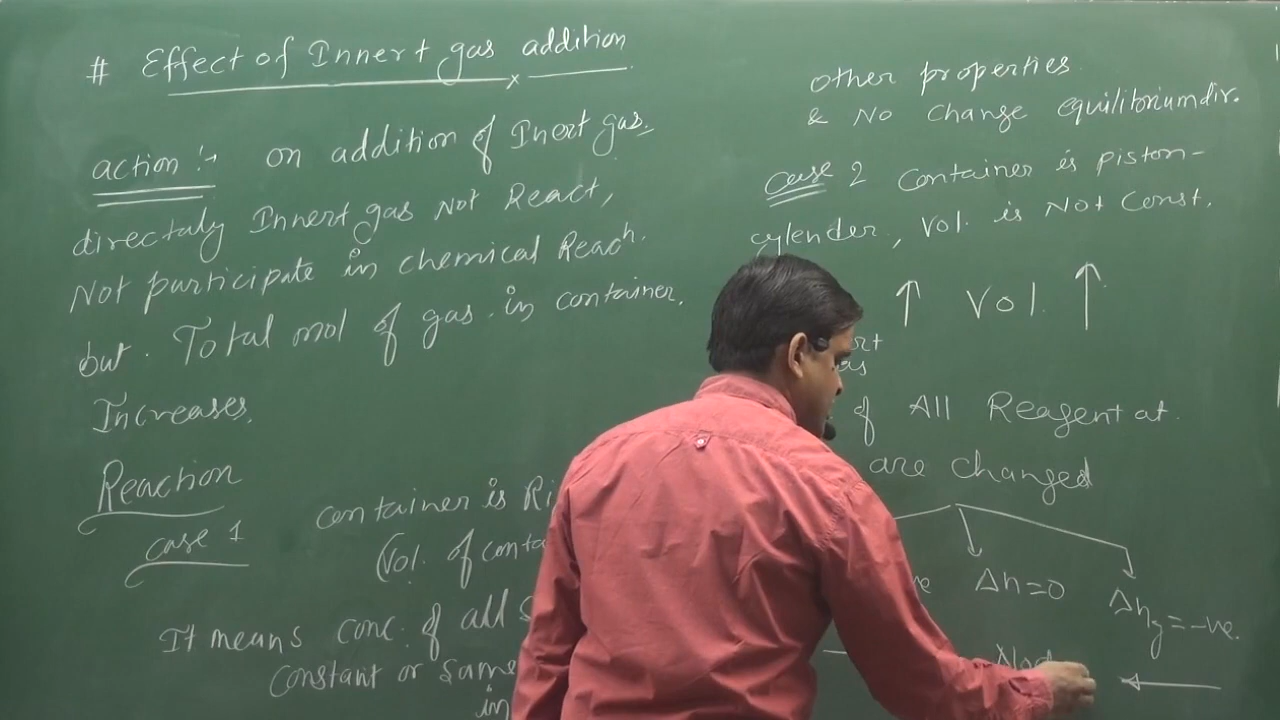 # Effect of Innert gas addition
action :- on addition of Inert gas.
directaly Innert gas Not React,
Not participate in chemical Reacn.
but. Total mol of gas in container.
Increases.
Reaction
case 1 container is Ri
(Vol. of conta
It means conc. of all
constant or same
in
other properties
& No change equilibrium dir.
Case 2 Container is piston-
cylender, Vol. is Not Const.
↑ Vol. ↑
of All Reagent at.
are changed
Δn=0
Δng=-ve.